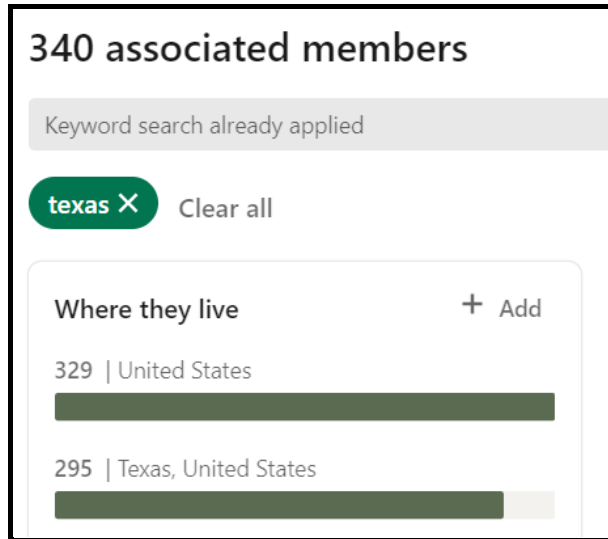 340 associated members
Keyword search already applied
texas ✕ Clear all
Where they live + Add
329 | United States
295 | Texas, United States